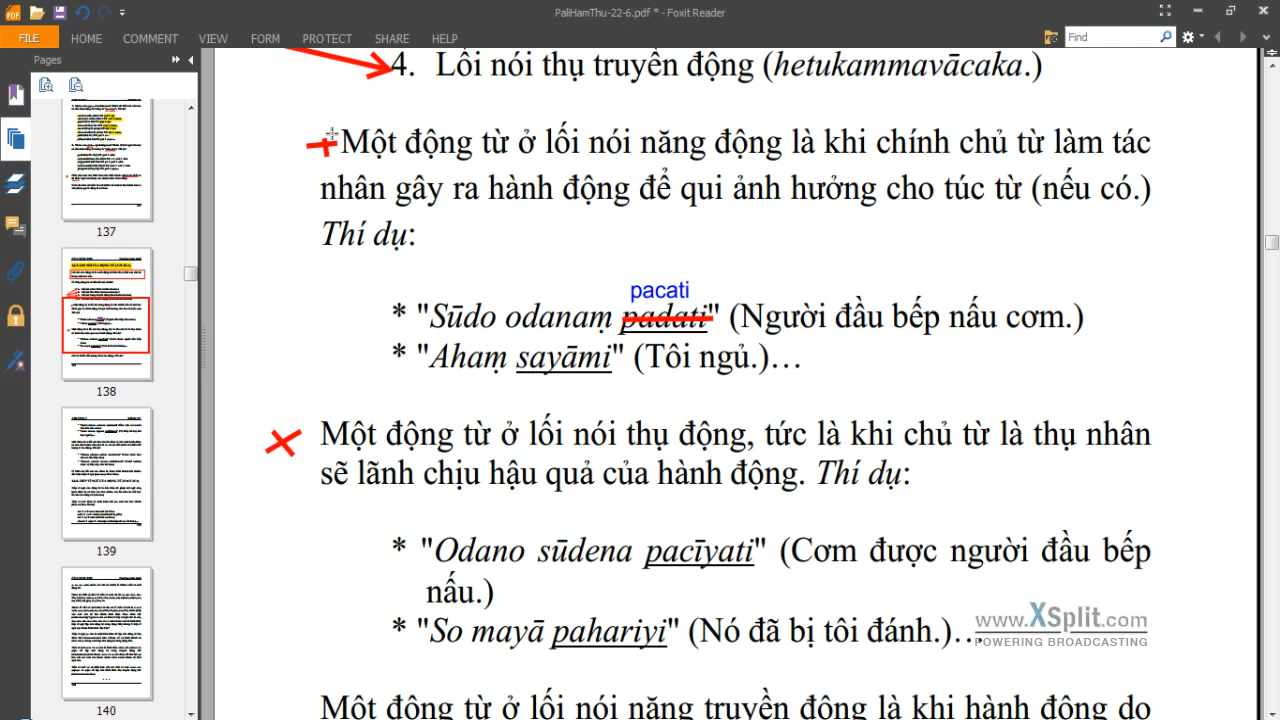 PaliHamThu-22-6.pdf * - Foxit Reader
FILE HOME COMMENT VIEW FORM PROTECT SHARE HELP Find
Pages
137
138
139
140
4. Lối nói thụ truyền động (hetukammavācaka.)
Một động từ ở lối nói năng động là khi chính chủ từ làm tác
nhân gây ra hành động để qui ảnh hưởng cho túc từ (nếu có.)
Thí dụ:
pacati
* "Sūdo odanaṃ padati" (Người đầu bếp nấu cơm.)
* "Ahaṃ sayāmi" (Tôi ngủ.)…
Một động từ ở lối nói thụ động, tức là khi chủ từ là thụ nhân
sẽ lãnh chịu hậu quả của hành động. Thí dụ:
* "Odano sūdena pacīyati" (Cơm được người đầu bếp
nấu.)
* "So mayā pahariyi" (Nó đã bị tôi đánh.)…
www.XSplit.com
POWERING BROADCASTING
Một động từ ở lối nói năng truyền động là khi hành động do